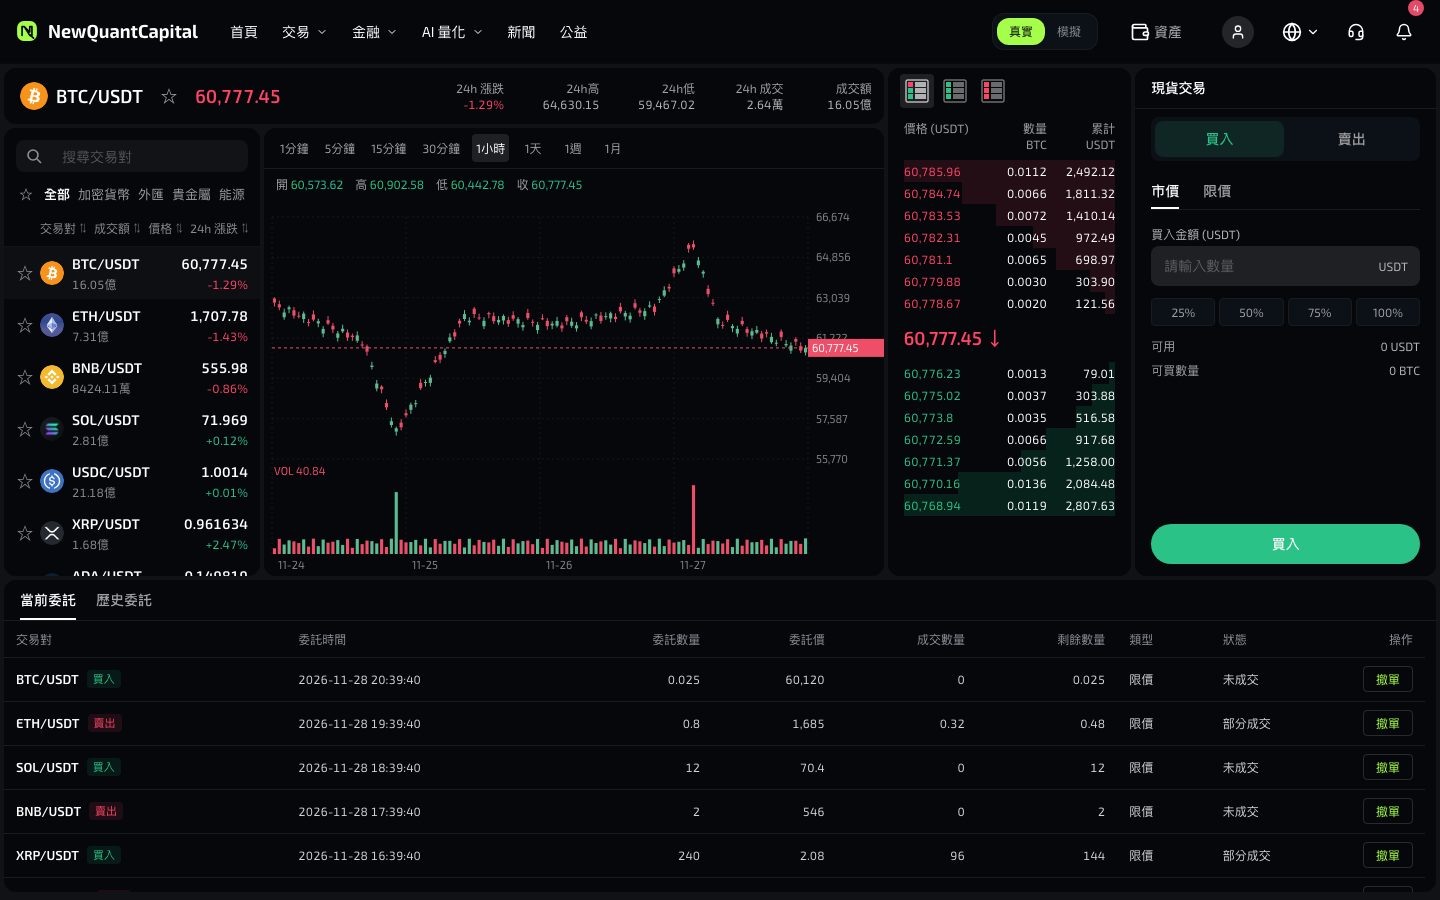 NewQuantCapital 首頁 交易 金融 AI 量化 新聞 公益 真實 模擬 資產 4
BTC/USDT 60,777.45
24h 漲跌 24h高 24h低 24h 成交 成交額
-1.29% 64,630.15 59,467.02 2.64萬 16.05億
搜尋交易對
全部 加密貨幣 外匯 貴金屬 能源
交易對 成交額 價格 24h 漲跌
BTC/USDT 60,777.45
16.05億 -1.29%
ETH/USDT 1,707.78
7.31億 -1.43%
BNB/USDT 555.98
8424.11萬 -0.86%
SOL/USDT 71.969
2.81億 +0.12%
USDC/USDT 1.0014
21.18億 +0.01%
XRP/USDT 0.961634
1.68億 +2.47%
1分鐘 5分鐘 15分鐘 30分鐘 1小時 1天 1週 1月
開 60,573.62 高 60,902.58 低 60,442.78 收 60,777.45
66,674
64,856
63,039
61,222
60,777.45
59,404
57,587
55,770
VOL 40.84
11-24 11-25 11-26 11-27
價格 (USDT) 數量 累計
BTC USDT
60,785.96 0.0112 2,492.12
60,784.74 0.0066 1,811.32
60,783.53 0.0072 1,410.14
60,782.31 0.0045 972.49
60,781.1 0.0065 698.97
60,779.88 0.0030 303.90
60,778.67 0.0020 121.56
60,777.45 ↓
60,776.23 0.0013 79.01
60,775.02 0.0037 303.88
60,773.8 0.0035 516.58
60,772.59 0.0066 917.68
60,771.37 0.0056 1,258.00
60,770.16 0.0136 2,084.48
60,768.94 0.0119 2,807.63
現貨交易
買入 賣出
市價 限價
買入金額 (USDT)
請輸入數量 USDT
25% 50% 75% 100%
可用 0 USDT
可買數量 0 BTC
買入
當前委託 歷史委託
交易對 委託時間 委託數量 委託價 成交數量 剩餘數量 類型 狀態 操作
BTC/USDT 買入 2026-11-28 20:39:40 0.025 60,120 0 0.025 限價 未成交 撤單
ETH/USDT 賣出 2026-11-28 19:39:40 0.8 1,685 0.32 0.48 限價 部分成交 撤單
SOL/USDT 買入 2026-11-28 18:39:40 12 70.4 0 12 限價 未成交 撤單
BNB/USDT 賣出 2026-11-28 17:39:40 2 546 0 2 限價 未成交 撤單
XRP/USDT 買入 2026-11-28 16:39:40 240 2.08 96 144 限價 部分成交 撤單